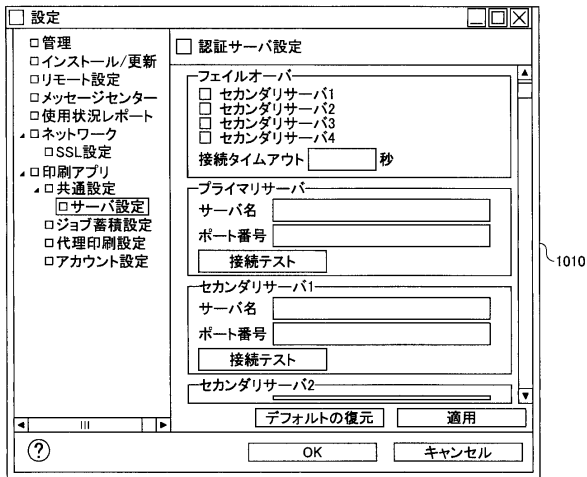 設定
管理
インストール/更新
リモート設定
メッセージセンター
使用状況レポート
ネットワーク
SSL設定
印刷アプリ
共通設定
サーバ設定
ジョブ蓄積設定
代理印刷設定
アカウント設定
認証サーバ設定
フェイルオーバ
セカンダリサーバ1
セカンダリサーバ2
セカンダリサーバ3
セカンダリサーバ4
接続タイムアウト 秒
プライマリサーバ
サーバ名
ポート番号
接続テスト
セカンダリサーバ1
サーバ名
ポート番号
接続テスト
セカンダリサーバ2
デフォルトの復元 適用
? OK キャンセル
1010